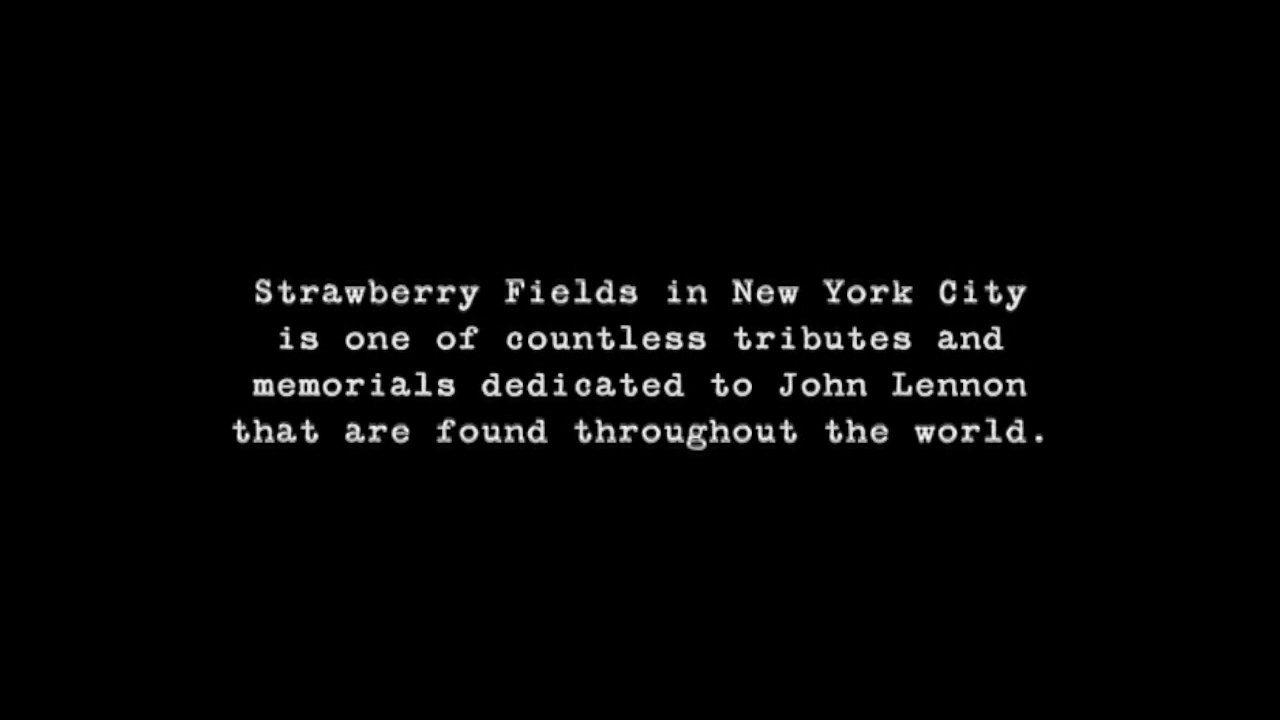 Strawberry Fields in New York City
is one of countless tributes and
memorials dedicated to John Lennon
that are found throughout the world.